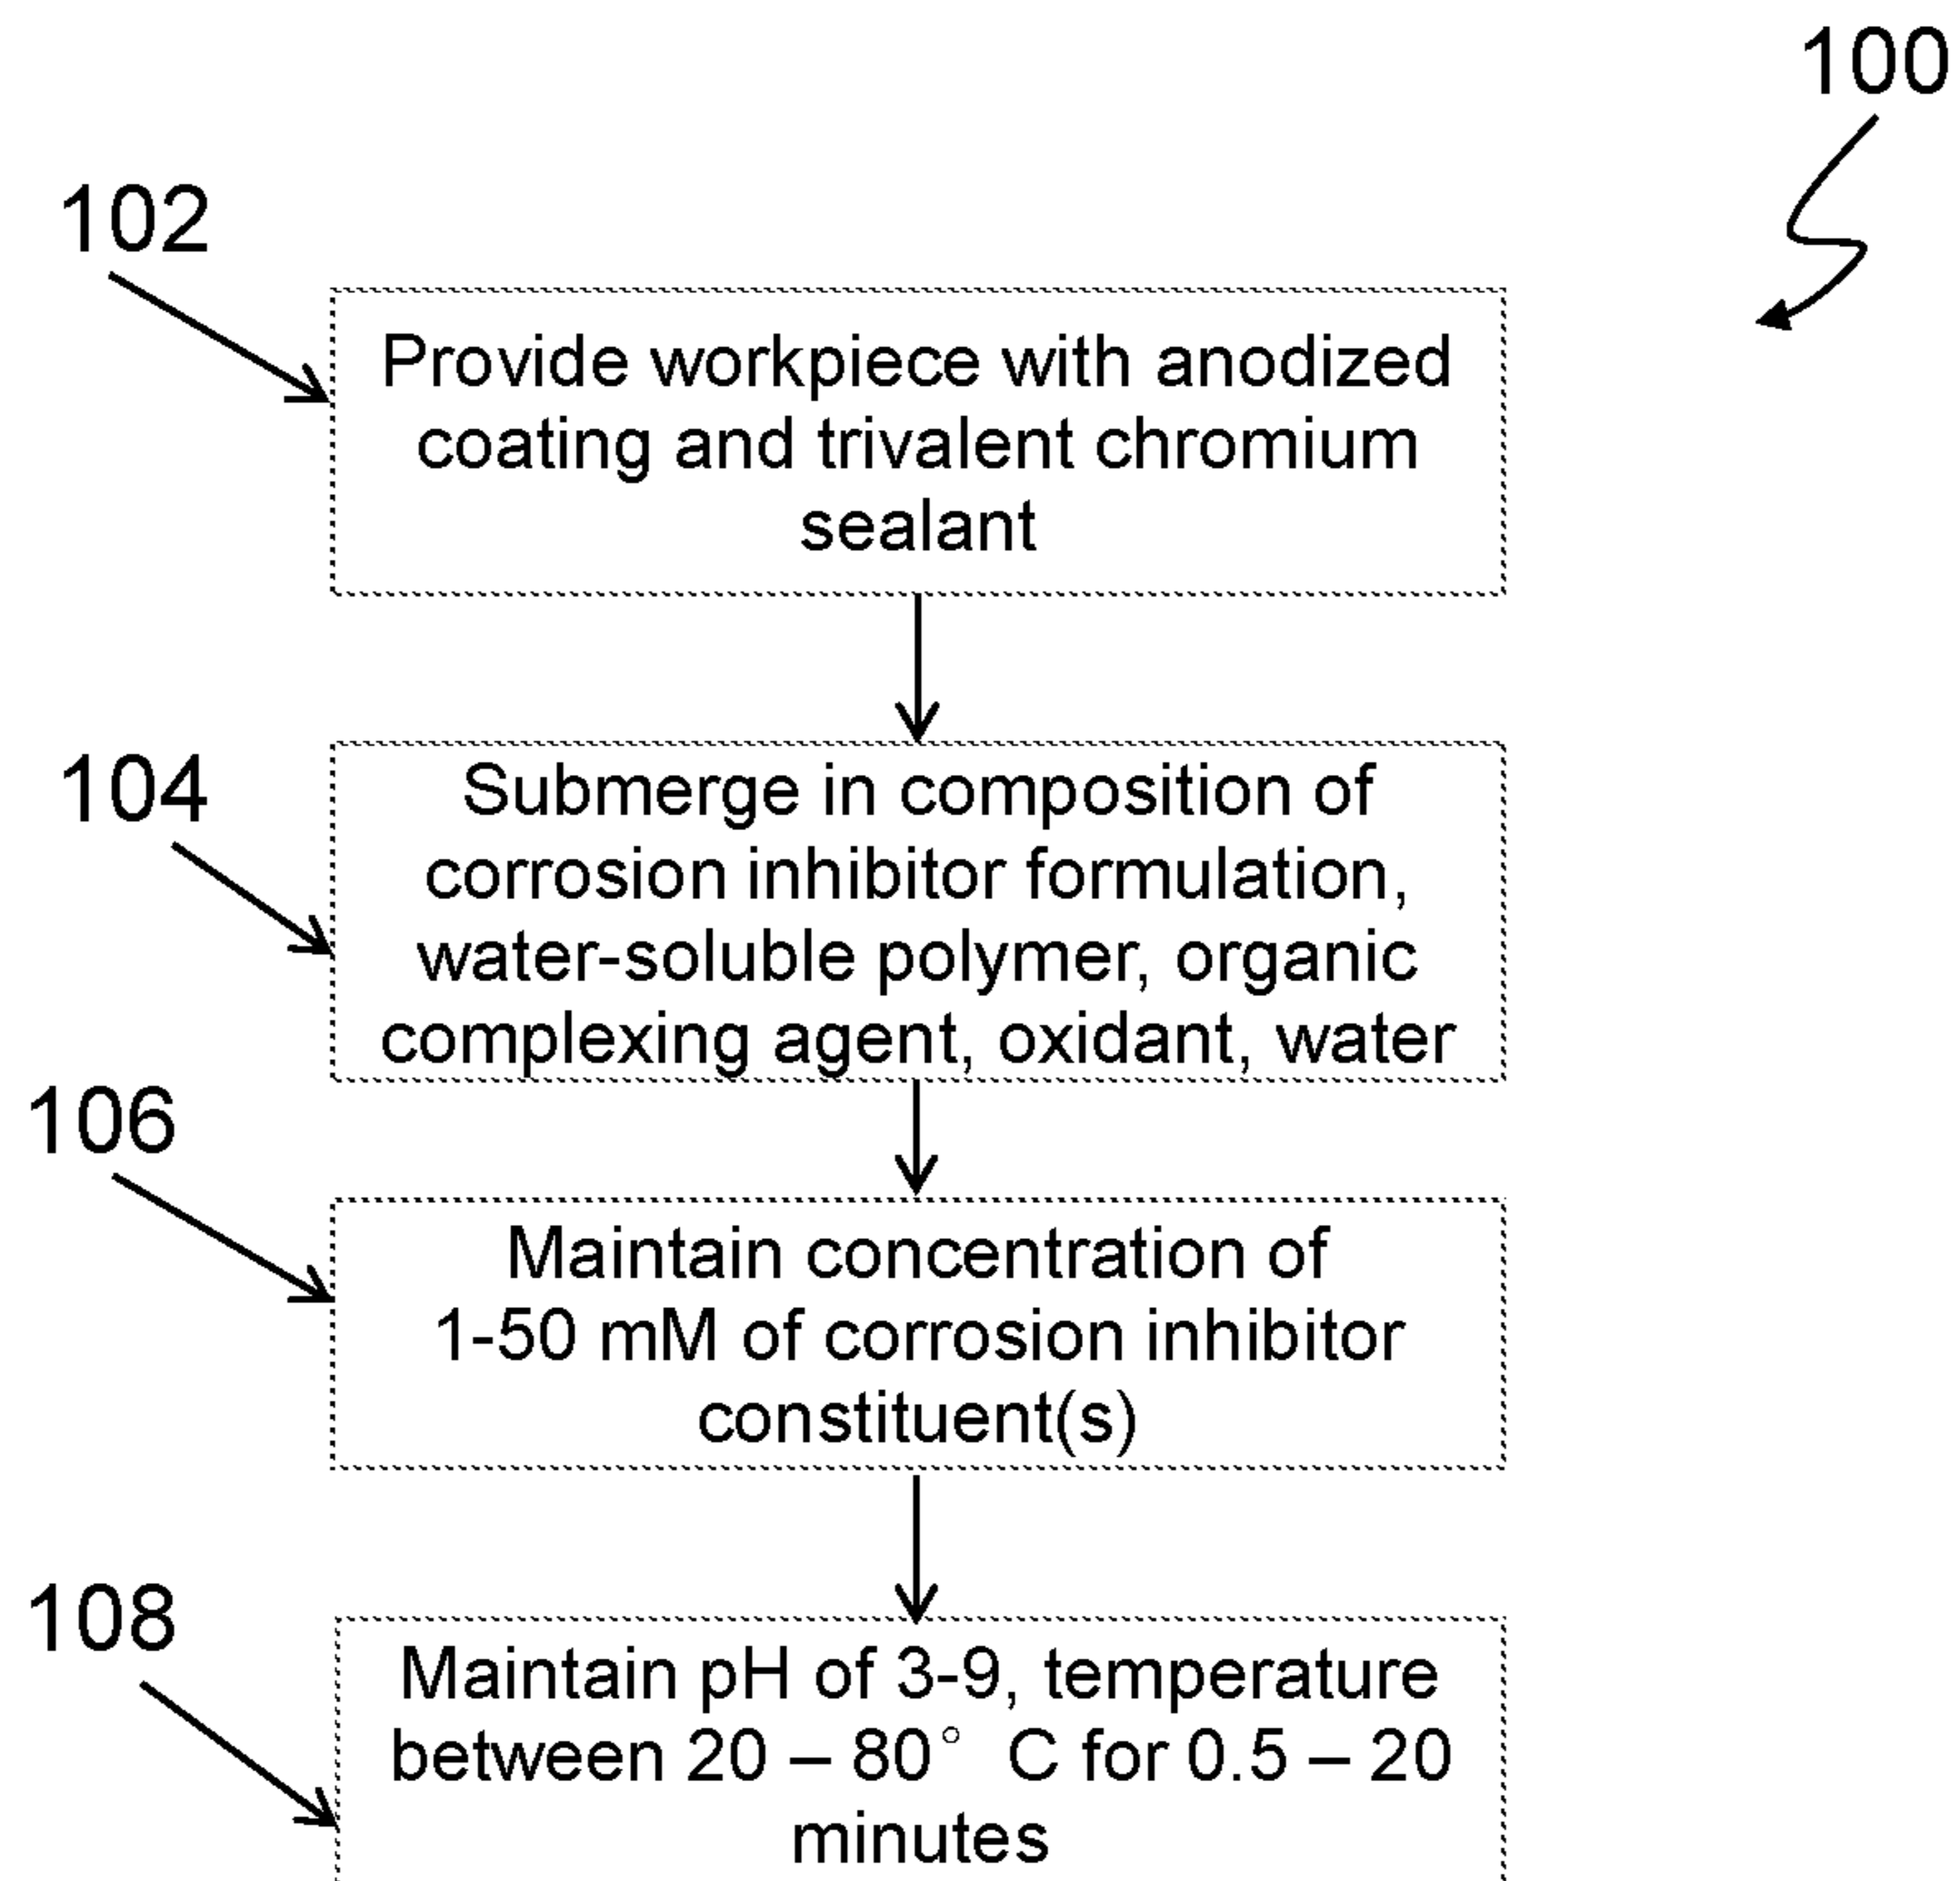 100
102
Provide workpiece with anodized
coating and trivalent chromium
sealant
104
Submerge in composition of
corrosion inhibitor formulation,
water-soluble polymer, organic
complexing agent, oxidant, water
106
Maintain concentration of
1-50 mM of corrosion inhibitor
constituent(s)
108
Maintain pH of 3-9, temperature
between 20 – 80° C for 0.5 – 20
minutes